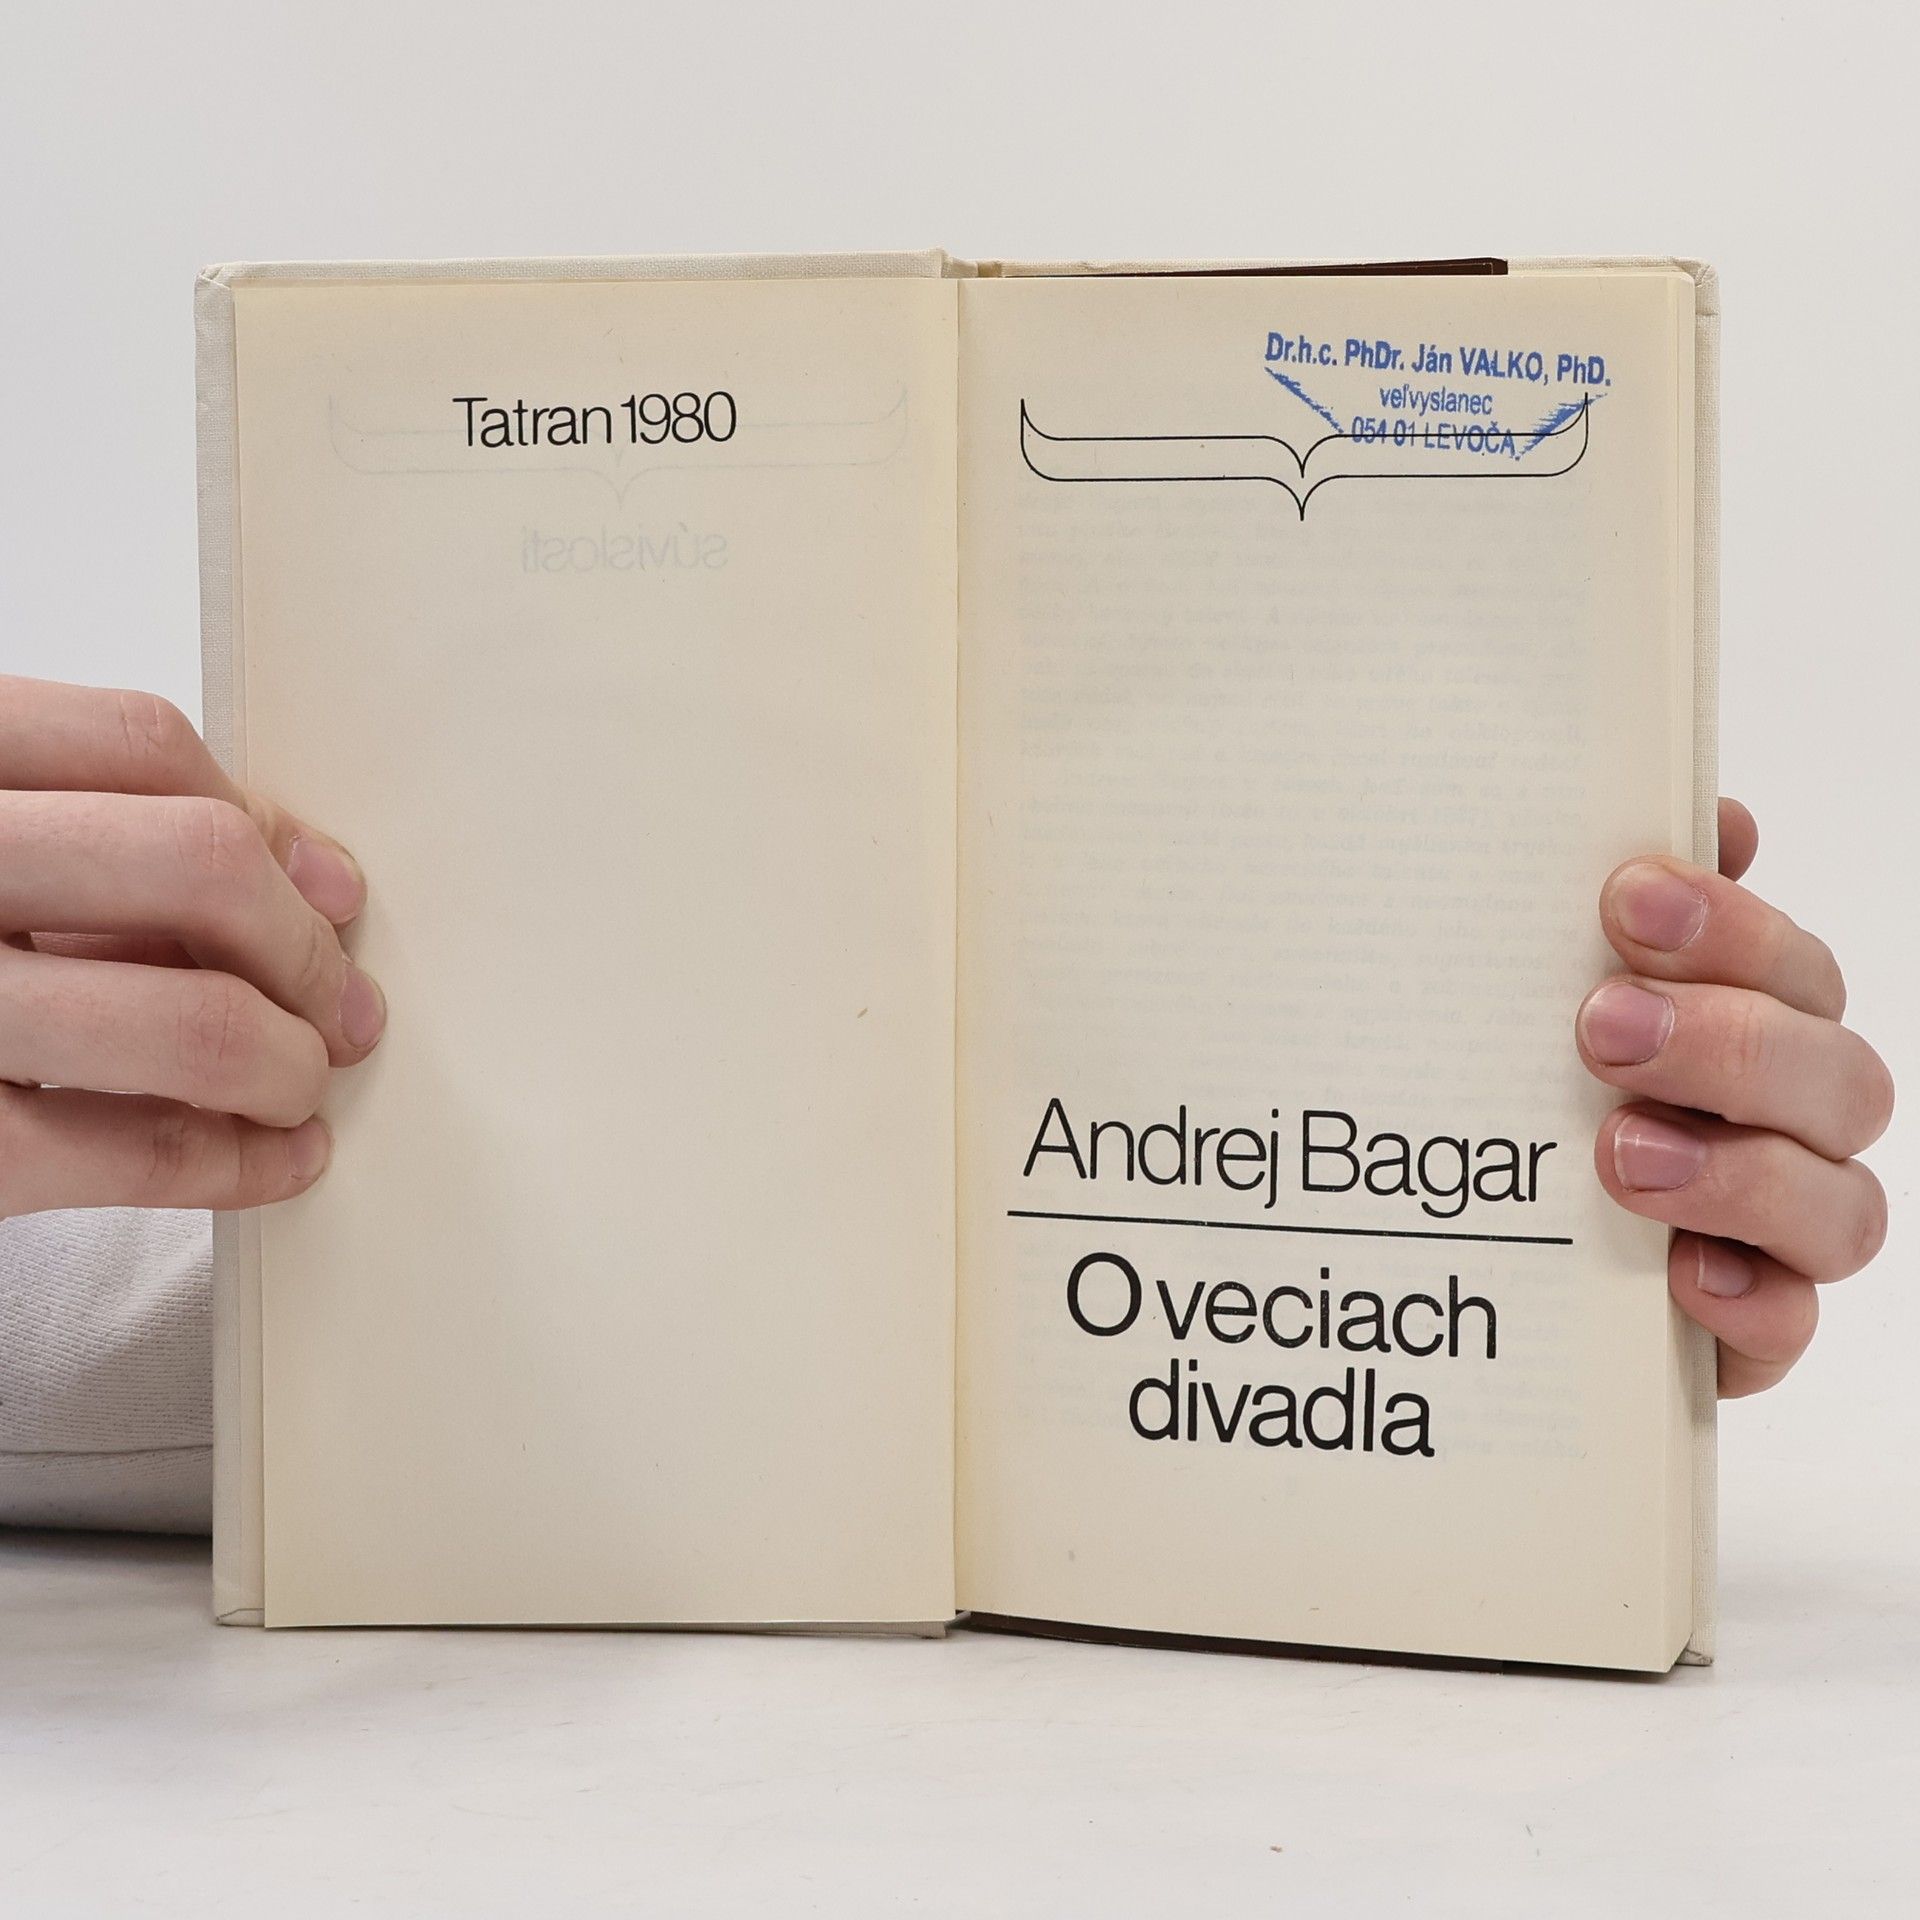 Tatran 1980
súvislosti
Dr.h.c. PhDr. Ján VALKO, PhD.
veľvyslanec
054 01 LEVOČA
Andrej Bagar
O veciach
divadla